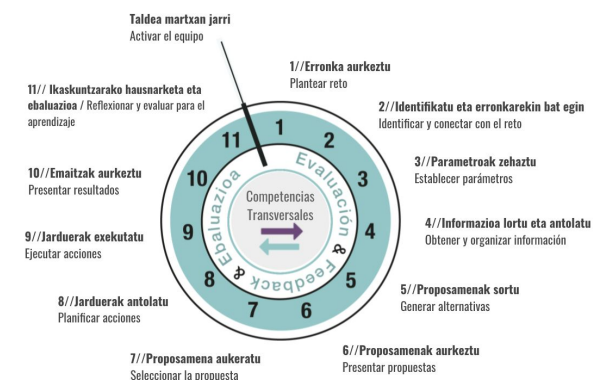 Taldea martxan jarri
Activar el equipo
1//Erronka aurkeztu
Plantear reto
2//Identifikatu eta erronkarekin bat egin
Identificar y conectar con el reto
3//Parametroak zehaztu
Establecer parámetros
4//Informazioa lortu eta antolatu
Obtener y organizar información
5//Proposamenak sortu
Generar alternativas
6//Proposamenak aurkeztu
Presentar propuestas
7//Proposamena aukeratu
Seleccionar la propuesta
8//Jarduerak antolatu
Planificar acciones
9//Jarduerak exekutatu
Ejecutar acciones
10//Emaitzak aurkeztu
Presentar resultados
11// Ikaskuntzarako hausnarketa eta
ebaluazioa / Reflexionar y evaluar para el
aprendizaje
1
2
3
4
5
6
7
8
9
10
11
Evaluación & Feedback & Ebaluazioa
Competencias
Transversales